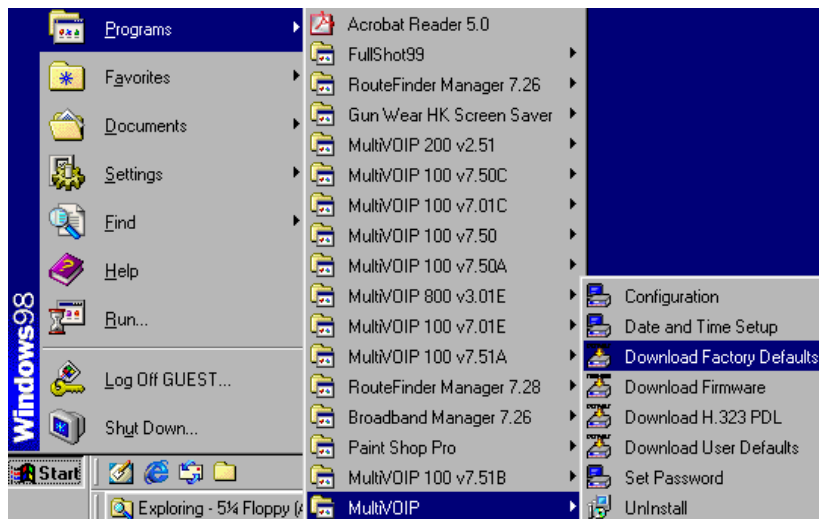 Programs
Favorites
Documents
Settings
Find
Help
Run...
Log Off GUEST...
Shut Down...
Windows98
Start
Exploring - 5¼ Floppy (
Acrobat Reader 5.0
FullShot99
RouteFinder Manager 7.26
Gun Wear HK Screen Saver
MultiVOIP 200 v2.51
MultiVOIP 100 v7.50C
MultiVOIP 100 v7.01C
MultiVOIP 100 v7.50
MultiVOIP 100 v7.50A
MultiVOIP 800 v3.01E
MultiVOIP 100 v7.01E
MultiVOIP 100 v7.51A
RouteFinder Manager 7.28
Broadband Manager 7.26
Paint Shop Pro
MultiVOIP 100 v7.51B
MultiVOIP
Configuration
Date and Time Setup
Download Factory Defaults
Download Firmware
Download H.323 PDL
Download User Defaults
Set Password
UnInstall